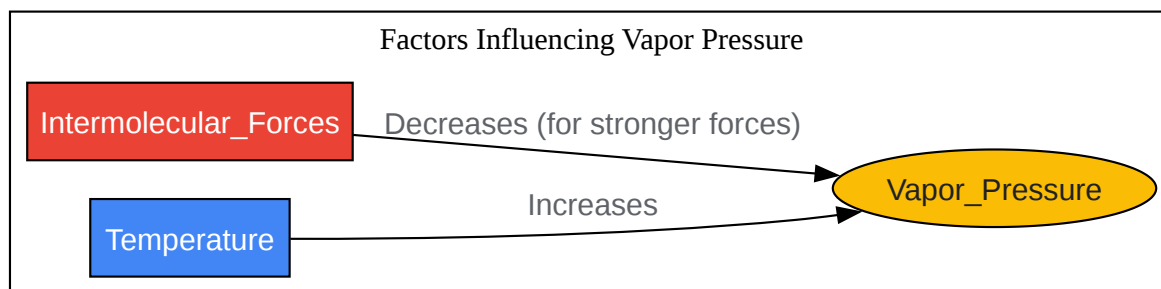 Factors Influencing Vapor Pressure
Intermolecular_Forces
Decreases (for stronger forces)
Vapor_Pressure
Increases
Temperature